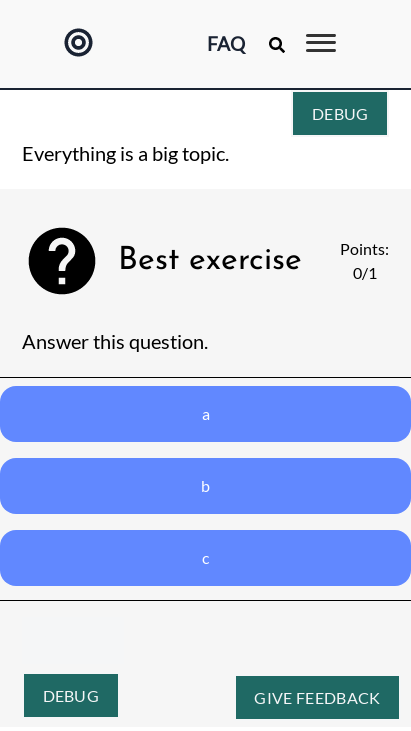 FAQ
DEBUG
Everything is a big topic.
Best exercise
Points:
0/1
Answer this question.
a
b
c
DEBUG
GIVE FEEDBACK